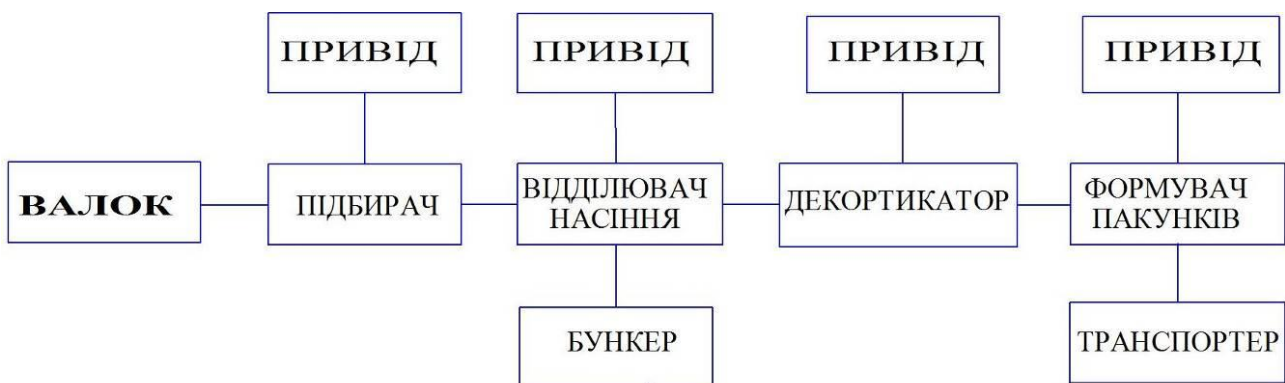 ПРИВІД
ПРИВІД
ПРИВІД
ПРИВІД
ВАЛОК
ПІДБИРАЧ
ВІДДІЛЮВАЧ
НАСІННЯ
ДЕКОРТИКАТОР
ФОРМУВАЧ
ПАКУНКІВ
БУНКЕР
ТРАНСПОРТЕР